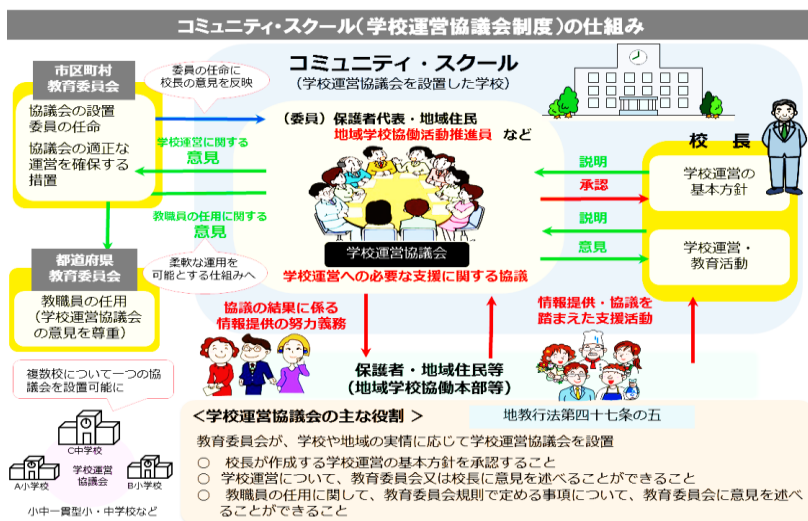 コミュニティ・スクール(学校運営協議会制度)の仕組み
市区町村
教育委員会
協議会の設置
委員の任命
協議会の適正な
運営を確保する
措置
委員の任命に
校長の意見を反映
コミュニティ・スクール
(学校運営協議会を設置した学校)
(委員)保護者代表・地域住民
地域学校協働活動推進員 など
学校運営に関する
意見
教職員の任用に関する
意見
柔軟な運用を
可能とする仕組みへ
学校運営協議会
学校運営への必要な支援に関する協議
校 長
説明
承認
学校運営の
基本方針
説明
意見
学校運営・
教育活動
都道府県
教育委員会
教職員の任用
(学校運営協議会
の意見を尊重)
協議の結果に係る
情報提供の努力義務
情報提供・協議を
踏まえた支援活動
保護者・地域住民等
(地域学校協働本部等)
複数校について一つの協
議会を設置可能に
C中学校
学校運営
協議会
A小学校
B小学校
小中一貫型小・中学校など
<学校運営協議会の主な役割 >
地教行法第四十七条の五
教育委員会が、学校や地域の実情に応じて学校運営協議会を設置
○ 校長が作成する学校運営の基本方針を承認すること
○ 学校運営について、教育委員会又は校長に意見を述べることができること
○ 教職員の任用に関して、教育委員会規則で定める事項について、教育委員会に意見を述べ
ることができること